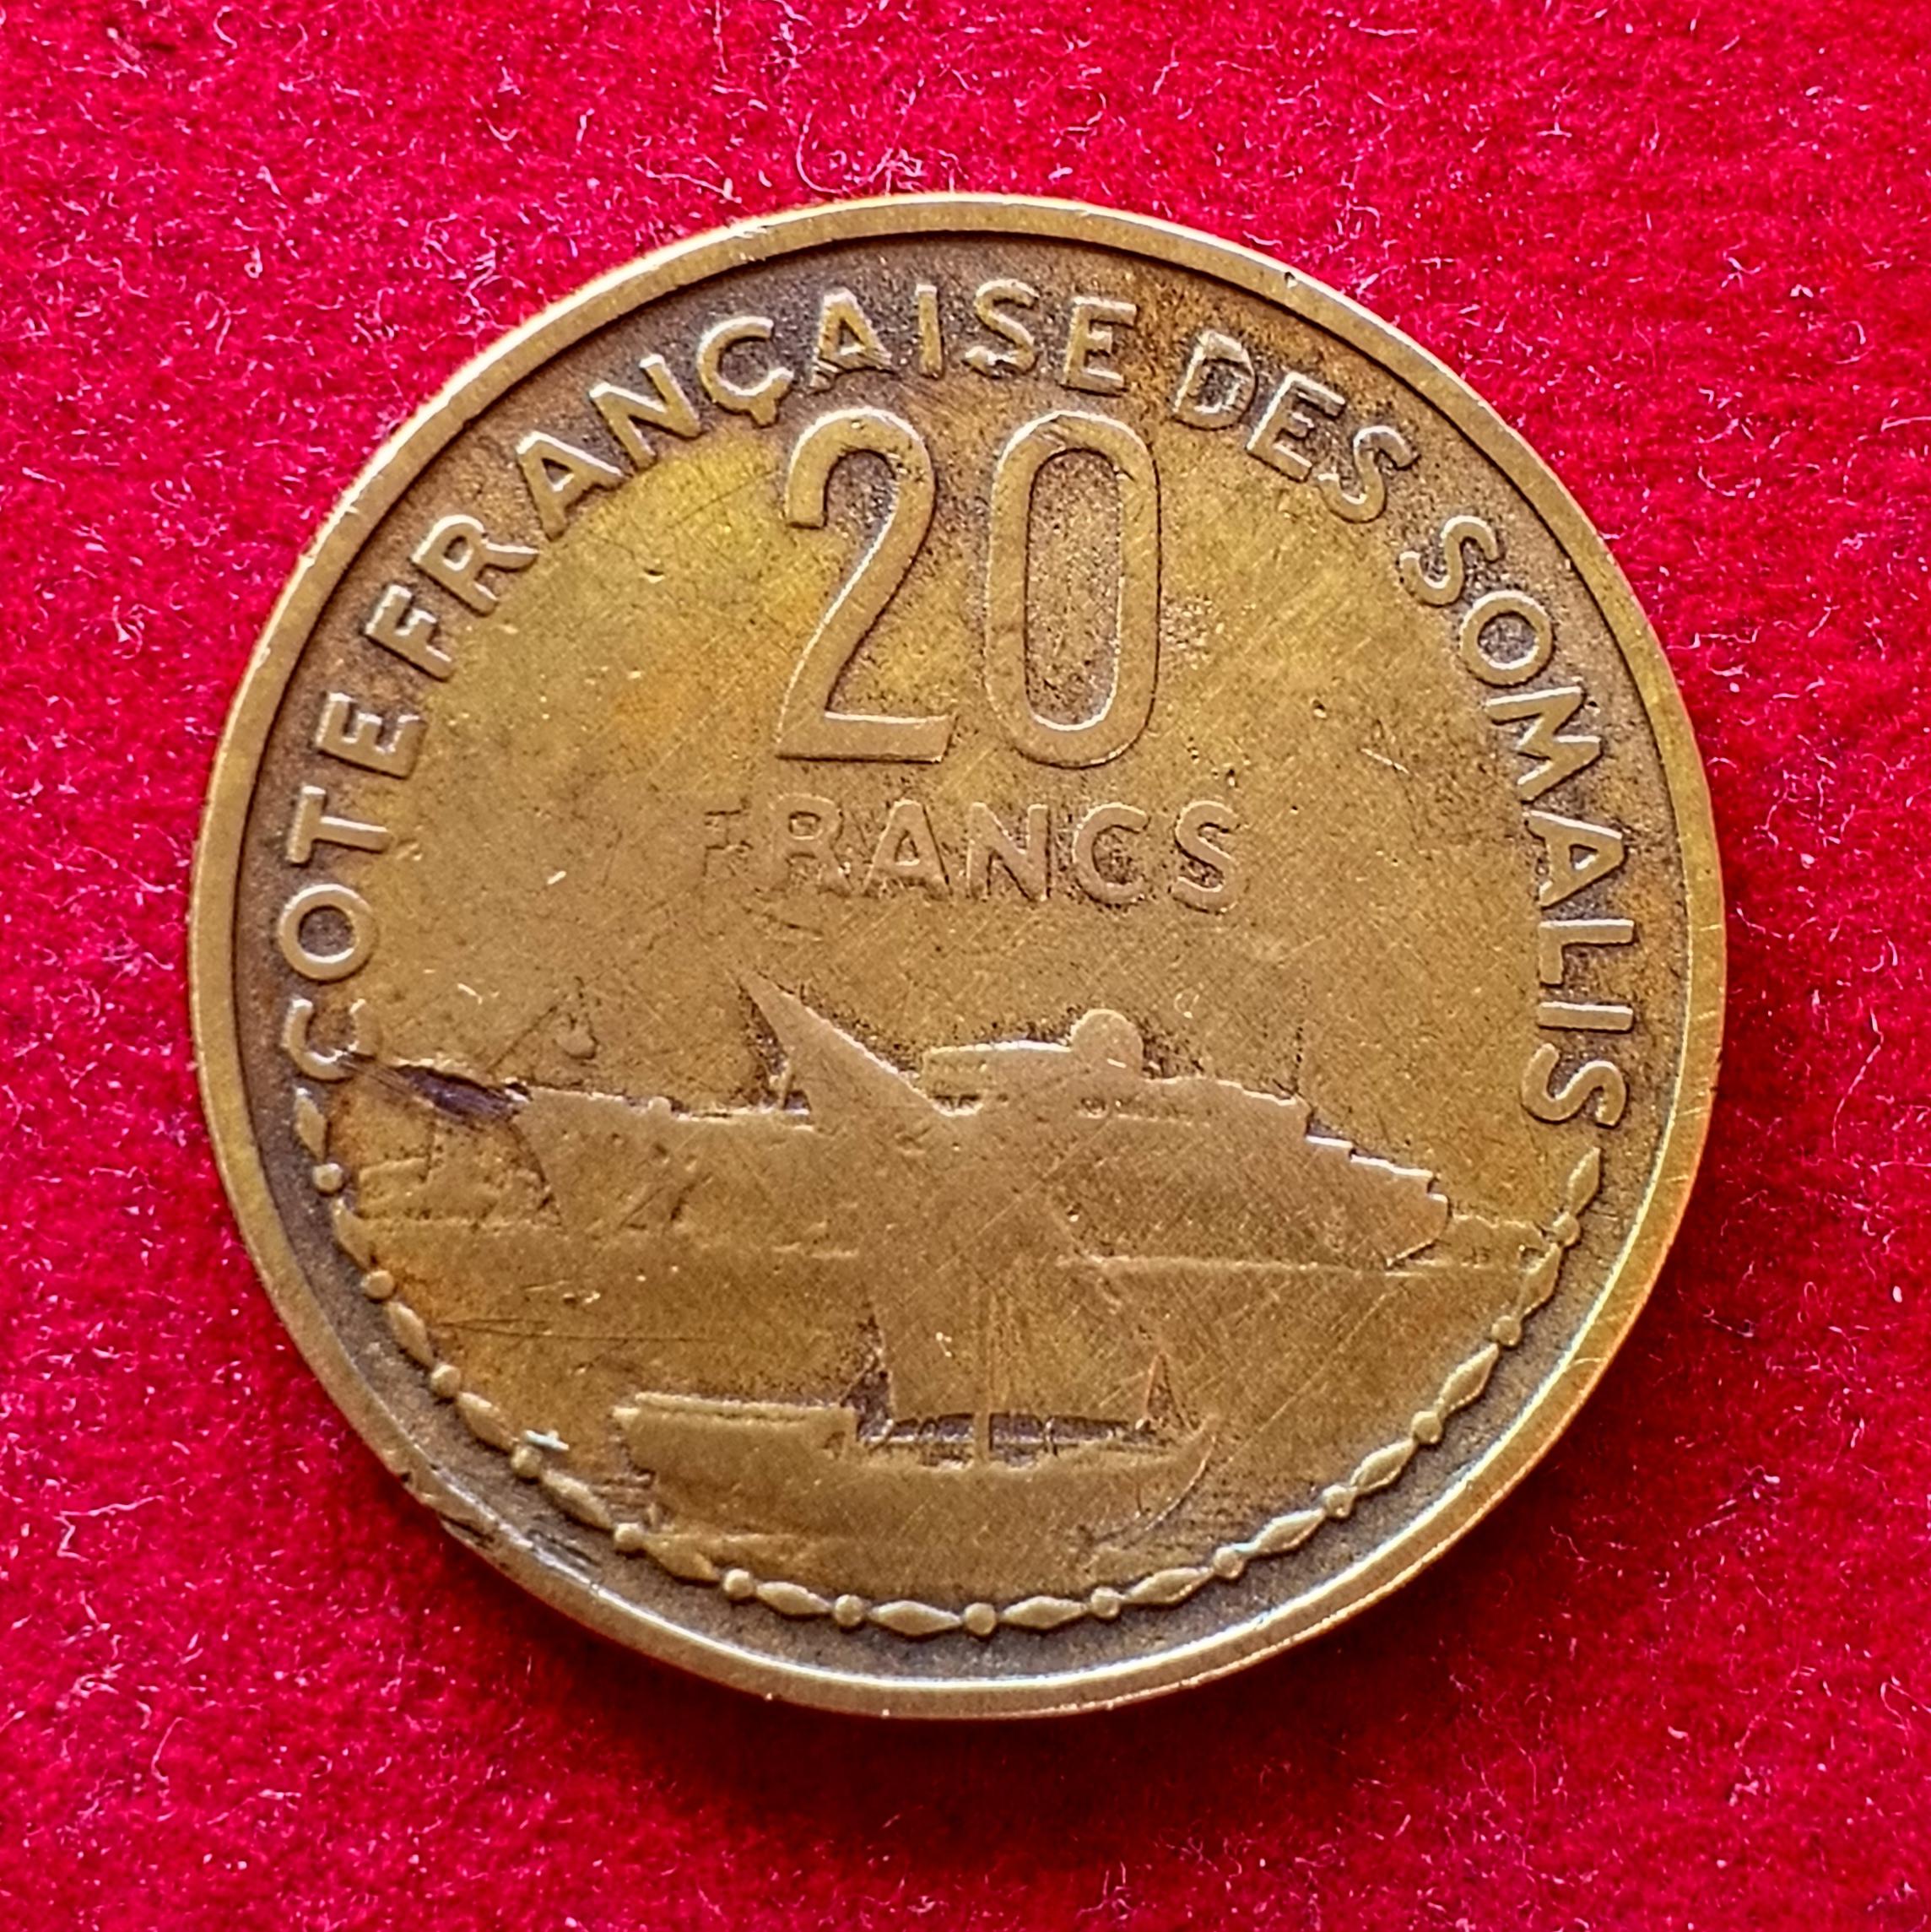 COTE FRANÇAISE DES SOMALIS
20
FRANCS